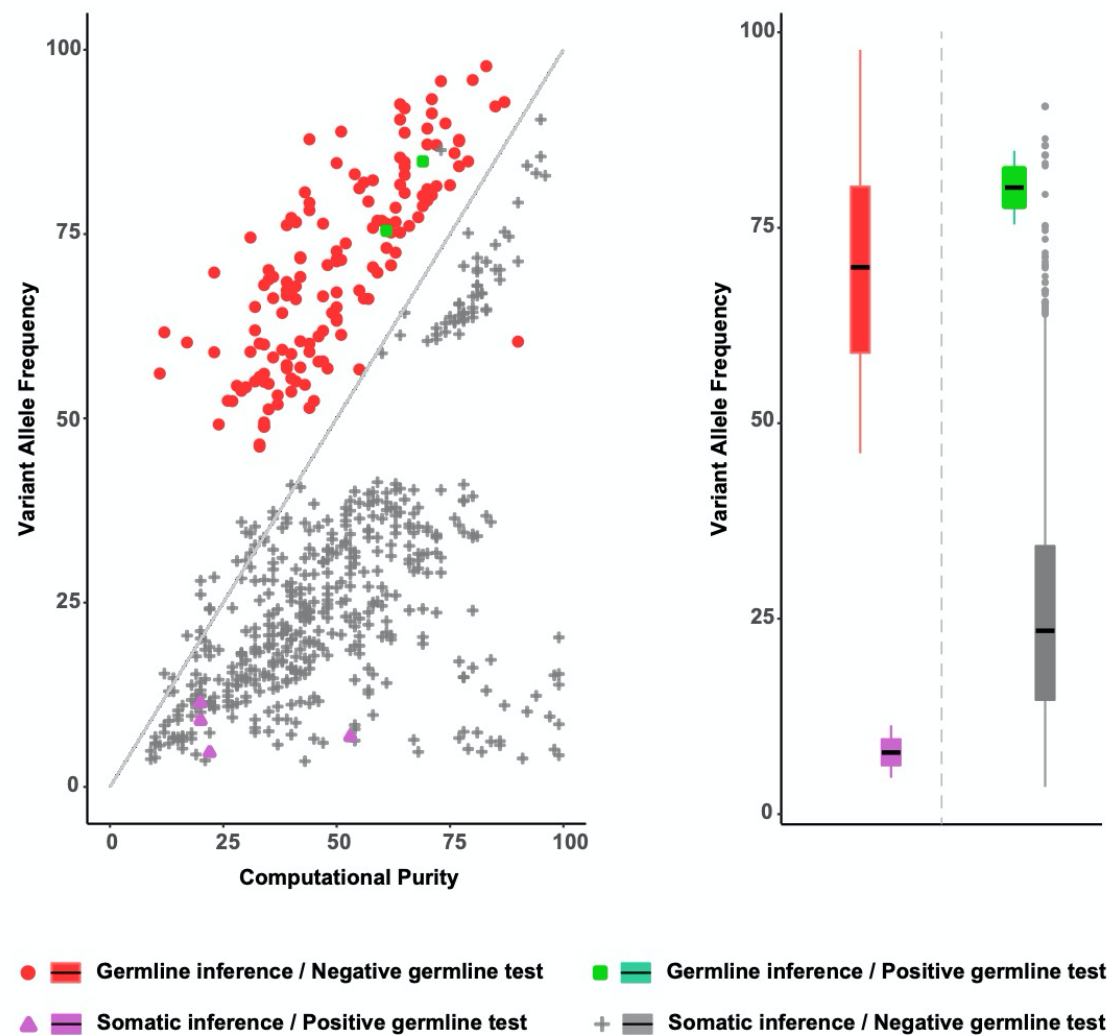 100
75
50
25
0
Variant Allele Frequency
0 25 50 75 100
Computational Purity
100
75
50
25
0
Variant Allele Frequency
Germline inference / Negative germline test
Germline inference / Positive germline test
Somatic inference / Positive germline test
Somatic inference / Negative germline test